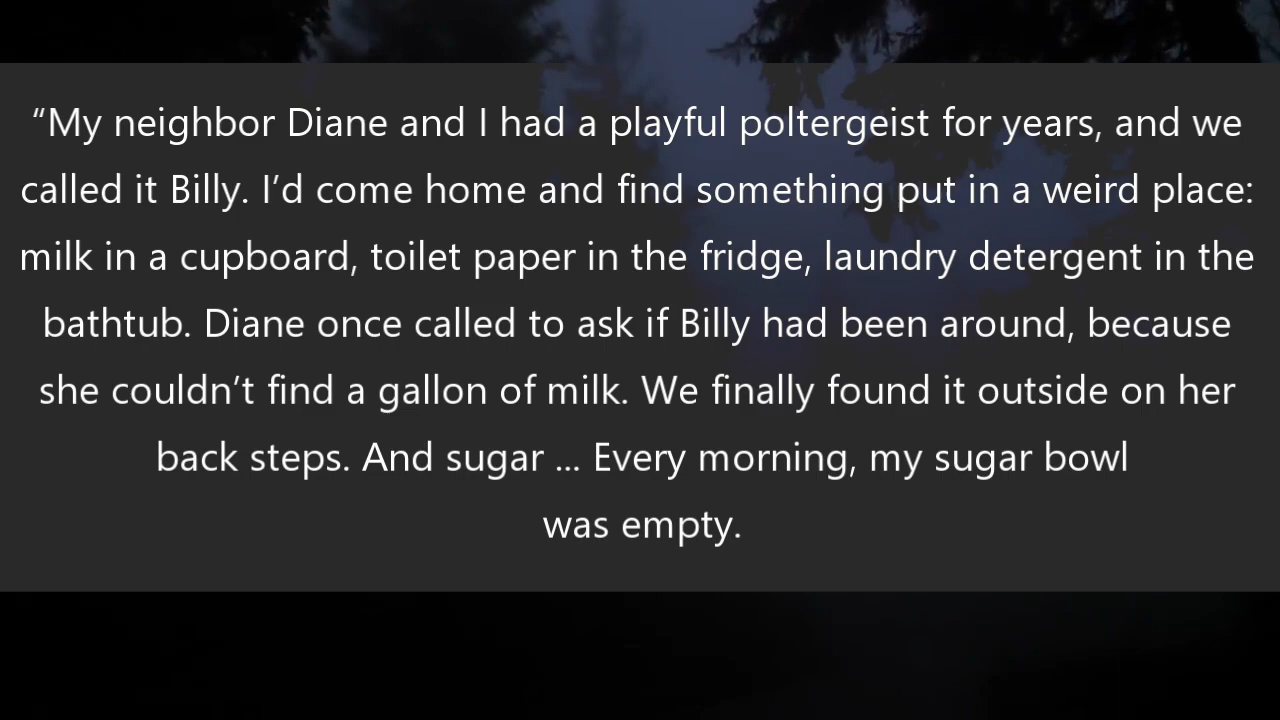 “My neighbor Diane and I had a playful poltergeist for years, and we
called it Billy. I’d come home and find something put in a weird place:
milk in a cupboard, toilet paper in the fridge, laundry detergent in the
bathtub. Diane once called to ask if Billy had been around, because
she couldn’t find a gallon of milk. We finally found it outside on her
back steps. And sugar ... Every morning, my sugar bowl
was empty.